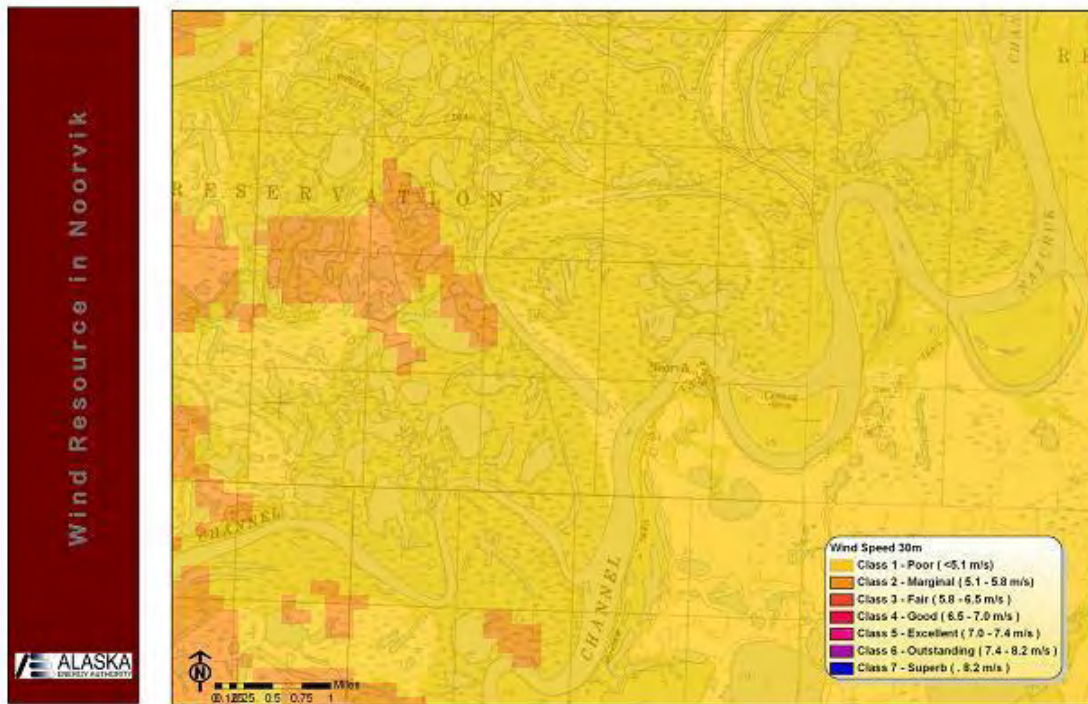 Wind Resource in Noorvik
ALASKA
ENERGY AUTHORITY
RESERVATION
CHANNEL
CHANNEL
Noorvik
Wind Speed 30m
Class 1 - Poor ( <5.1 m/s)
Class 2 - Marginal ( 5.1 - 5.8 m/s)
Class 3 - Fair ( 5.8 - 6.5 m/s)
Class 4 - Good ( 6.5 - 7.0 m/s)
Class 5 - Excellent ( 7.0 - 7.4 m/s)
Class 6 - Outstanding ( 7.4 - 8.2 m/s)
Class 7 - Superb ( . 8.2 m/s)
N
Miles
0.5 0.75 1